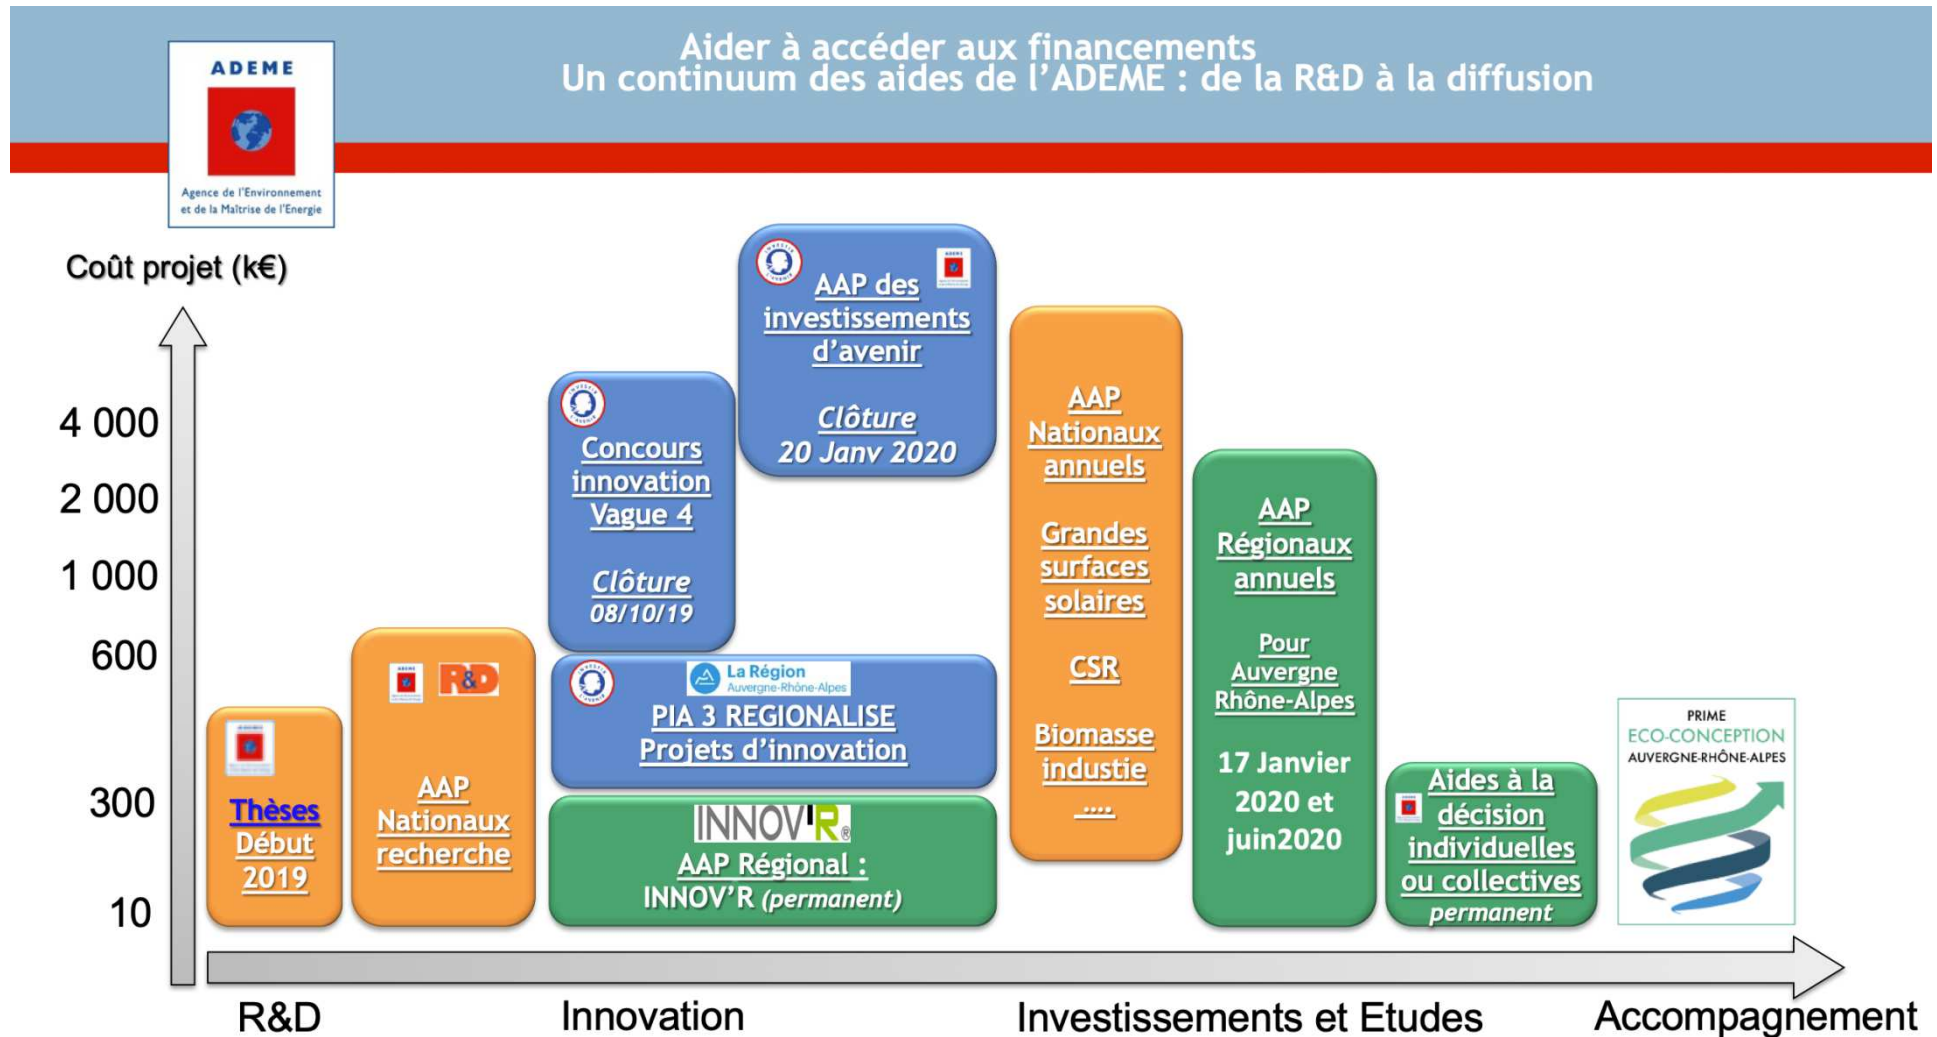 Aider à accéder aux financements
Un continuum des aides de l'ADEME : de la R&D à la diffusion
ADEME
Agence de l'Environnement
et de la Maîtrise de l'Energie
Coût projet (k€)
4 000
2 000
1 000
600
300
10
Thèses
Début
2019
R&D
AAP
Nationaux
recherche
Concours
innovation
Vague 4
Clôture
08/10/19
AAP des
investissements
d'avenir
Clôture
20 Janv 2020
La Région
Auvergne-Rhône-Alpes
PIA 3 REGIONALISE
Projets d'innovation
INNOV'R®
AAP Régional :
INNOV'R (permanent)
AAP
Nationaux
annuels
Grandes
surfaces
solaires
CSR
Biomasse
industie
....
AAP
Régionaux
annuels
Pour
Auvergne
Rhône-Alpes
17 Janvier
2020 et
juin2020
Aides à la
décision
individuelles
ou collectives
permanent
PRIME
ECO-CONCEPTION
AUVERGNE-RHÔNE-ALPES
R&D
Innovation
Investissements et Etudes
Accompagnement